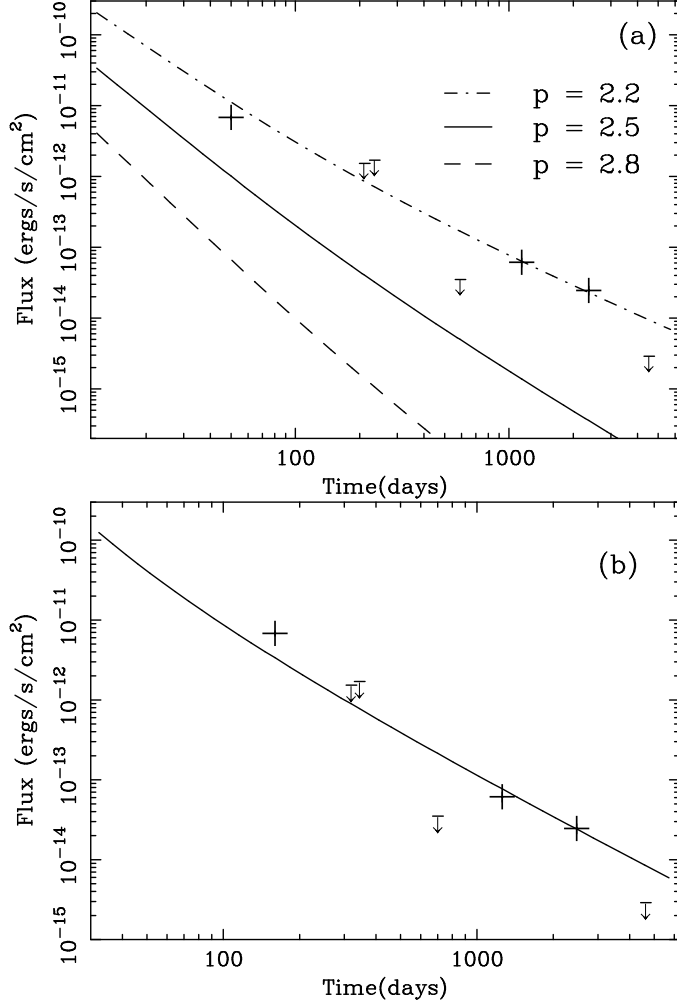 (a)
10⁻¹⁰
10⁻¹¹
10⁻¹²
10⁻¹³
10⁻¹⁴
10⁻¹⁵
Flux (ergs/s/cm²)
p = 2.2
p = 2.5
p = 2.8
100 1000
Time(days)
(b)
10⁻¹⁰
10⁻¹¹
10⁻¹²
10⁻¹³
10⁻¹⁴
10⁻¹⁵
Flux (ergs/s/cm²)
100 1000
Time(days)